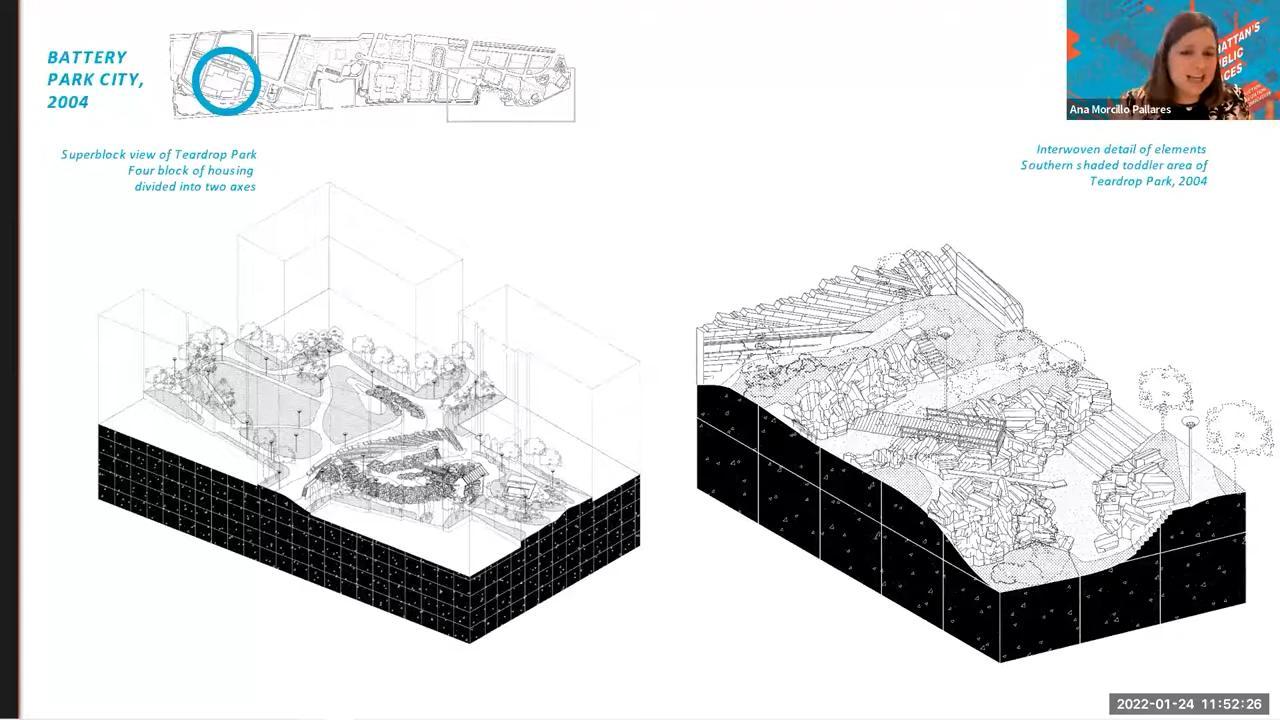 BATTERY
PARK CITY,
2004
Superblock view of Teardrop Park
Four block of housing
divided into two axes
Ana Morcillo Pallares
Interwoven detail of elements
Southern shaded toddler area of
Teardrop Park, 2004
2022-01-24 11:52:26